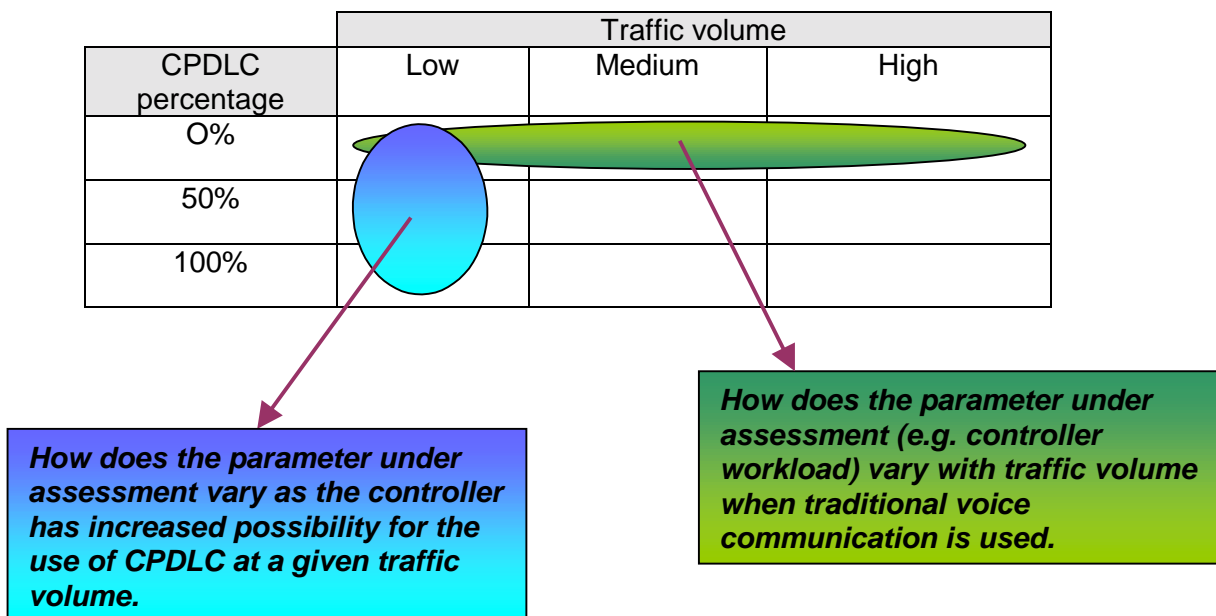 Traffic volume
CPDLC
percentage
Low
Medium
High
O%
50%
100%
How does the parameter under
assessment vary as the controller
has increased possibility for the
use of CPDLC at a given traffic
volume.
How does the parameter under
assessment (e.g. controller
workload) vary with traffic volume
when traditional voice
communication is used.